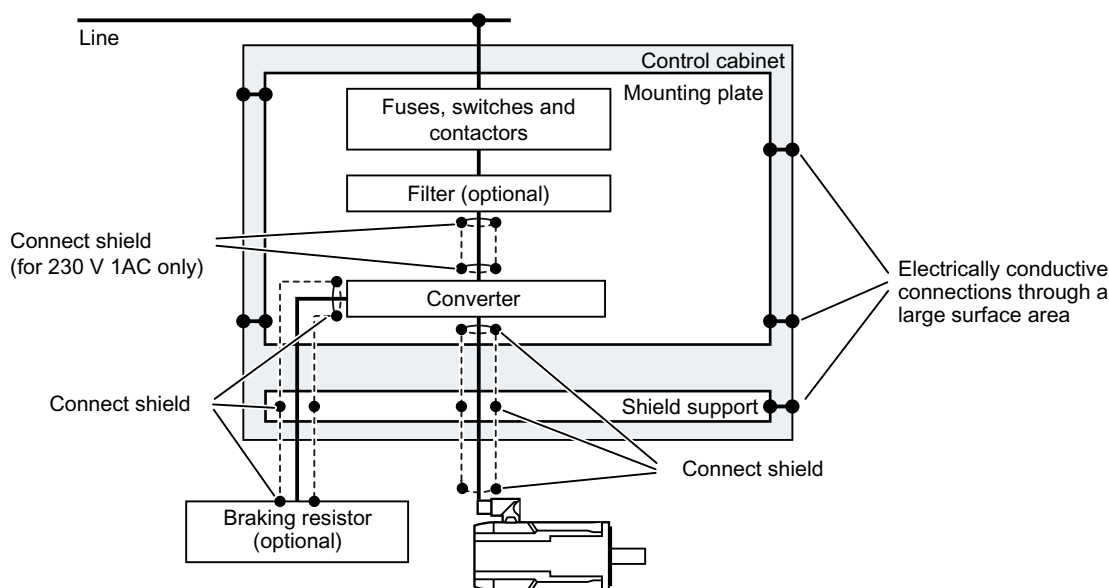 Line
Control cabinet
Mounting plate
Fuses, switches and
contactors
Filter (optional)
Connect shield
(for 230 V 1AC only)
Converter
Electrically conductive
connections through a
large surface area
Connect shield
Shield support
Connect shield
Braking resistor
(optional)